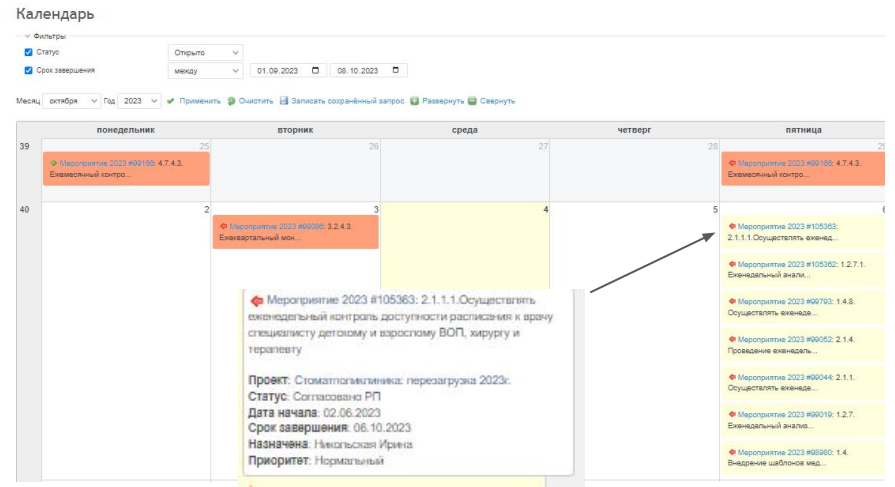 Календарь
Фильтры
Статус Открыто
Срок завершения между 01.09.2023 08.10.2023
Месяц октября Год 2023 Применить Очистить Записать сохранённый запрос Развернуть Свернуть
понедельник вторник среда четверг пятница
39 25 26 27 28 29
Мероприятие 2023 #99166: 4.7.4.3.
Ежемесячный контро...
Мероприятие 2023 #99166: 4.7.4.3.
Ежемесячный контро...
40 2 3 4 5 6
Мероприятие 2023 #99086: 3.2.4.3.
Ежеквартальный мон...
Мероприятие 2023 #105363:
2.1.1.1.Осуществлять еженед...
Мероприятие 2023 #105362: 1.2.7.1.
Еженедельный анали...
Мероприятие 2023 #99793: 1.4.8.
Осуществлять еженеде...
Мероприятие 2023 #99052: 2.1.4.
Проведение еженедель...
Мероприятие 2023 #99044: 2.1.1.
Осуществлять еженеде...
Мероприятие 2023 #99019: 1.2.7.
Еженедельный анализ...
Мероприятие 2023 #98980: 1.4.
Внедрение шаблонов мед...
Мероприятие 2023 #105363: 2.1.1.1.Осуществлять
еженедельный контроль доступности расписания к врачу
специалисту детскому и взрослому ВОП, хирургу и
терапевту
Проект: Стоматполиклиника: перезагрузка 2023г.
Статус: Согласовано РП
Дата начала: 02.06.2023
Срок завершения: 06.10.2023
Назначена: Никольская Ирина
Приоритет: Нормальный